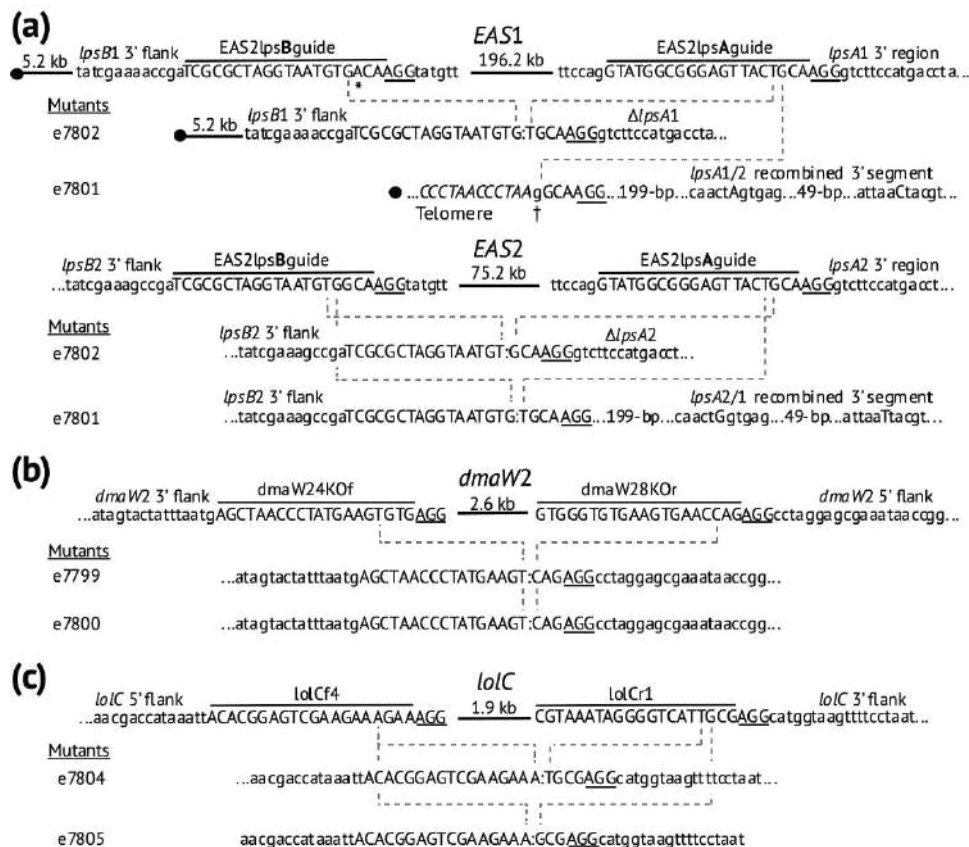 (a)
lpsB1 3' flank EAS2lpsBguide EAS1 EAS2lpsAguide lpsA1 3' region
5.2 kb tatcgaaaaccgaTCGCGCTAGGTAATGTGACAAGGtatgtt 196.2 kb ttccagGTATGGCGGGAGTTACTGCAAGGgtcttccatgaccta...
*
Mutants
lpsB1 3' flank ΔlpsA1
e7802 5.2 kb tatcgaaaaccgaTCGCGCTAGGTAATGTG:TGCAAGGgtcttccatgaccta...
lpsA1/2 recombined 3' segment
e7801 ...CCCTAACCCTAAgGCAAGG...199-bp...caactAgtgag...49-bp...attaaCtacgt...
Telomere †
lpsB2 3' flank EAS2lpsBguide EAS2 EAS2lpsAguide lpsA2 3' region
...tatcgaaagccgaTCGCGCTAGGTAATGTGGCAAGGtatgtt 75.2 kb ttccagGTATGGCGGGAGTTACTGCAAGGgtcttccatgacct...
Mutants
lpsB2 3' flank ΔlpsA2
e7802 ...tatcgaaagccgaTCGCGCTAGGTAATGT:GCAAGGgtcttccatgacct...
lpsB2 3' flank lpsA2/1 recombined 3' segment
e7801 ...tatcgaaagccgaTCGCGCTAGGTAATGTG:TGCAAGG...199-bp...caactGgtgag...49-bp...attaaTtacgt...
(b)
dmaW2 3' flank dmaW24KOf dmaW2 dmaW28KOr dmaW2 5' flank
...atagtactatttaatgAGCTAACCCTATGAAGTGTGAGG 2.6 kb GTGGGTGTGAAGTGAACCAGAGGcctaggagcgaaataaccgg...
Mutants
e7799 ...atagtactatttaatgAGCTAACCCTATGAAGT:CAGAGGcctaggagcgaaataaccgg...
e7800 ...atagtactatttaatgAGCTAACCCTATGAAGT:CAGAGGcctaggagcgaaataaccgg...
(c)
lolC 5' flank lolCf4 lolC lolCr1 lolC 3' flank
...aacgaccataaattACACGGAGTCGAAGAAAGAAAGG 1.9 kb CGTAAATAGGGGTCATTGCGAGGcatggtaagttttcctaat...
Mutants
e7804 ...aacgaccataaattACACGGAGTCGAAGAAA:TGCGAGGcatggtaagttttcctaat...
e7805 aacgaccataaattACACGGAGTCGAAGAAA:GCGAGGcatggtaagttttcctaat